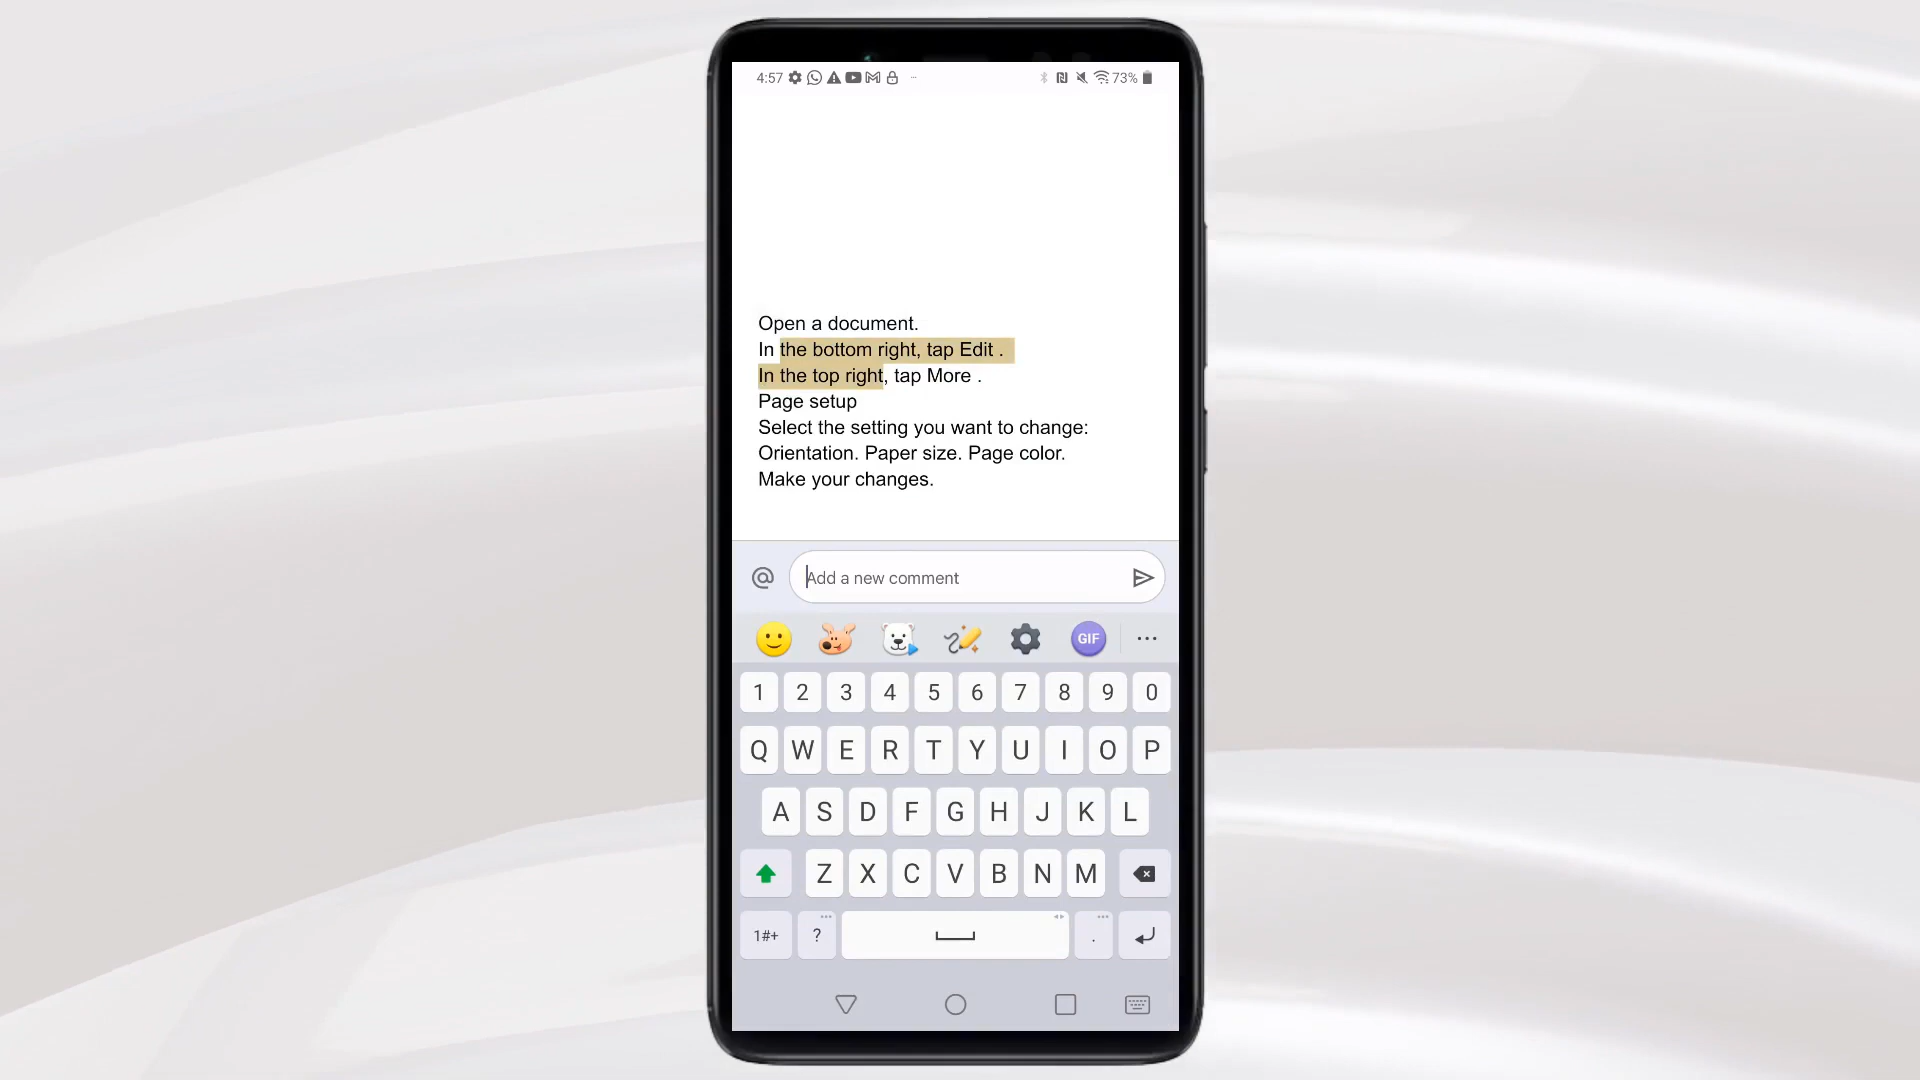 4:57 73%
Open a document.
In the bottom right, tap Edit .
In the top right, tap More .
Page setup
Select the setting you want to change:
Orientation. Paper size. Page color.
Make your changes.
@ Add a new comment
GIF ...
1 2 3 4 5 6 7 8 9 0
Q W E R T Y U I O P
A S D F G H J K L
Z X C V B N M
1#+ ? .